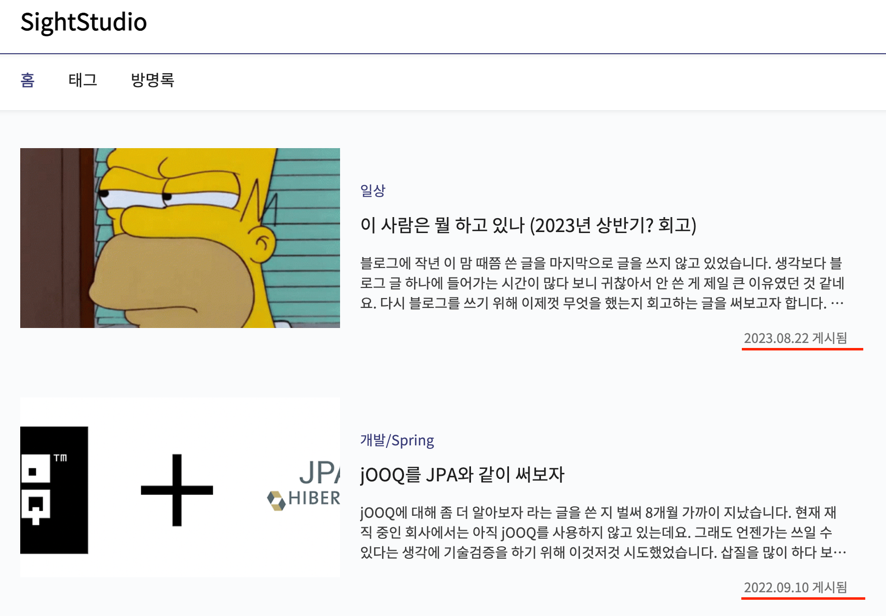 SightStudio
홈 태그 방명록
일상
이 사람은 뭘 하고 있나 (2023년 상반기? 회고)
블로그에 작년 이 맘 때쯤 쓴 글을 마지막으로 글을 쓰지 않고 있었습니다. 생각보다 블
로그 글 하나에 들어가는 시간이 많다 보니 귀찮아서 안 쓴 게 제일 큰 이유였던 것 같네
요. 다시 블로그를 쓰기 위해 이제껏 무엇을 했는지 회고하는 글을 써보고자 합니다. …
2023.08.22 게시됨
TM
JPA
HIBER
개발/Spring
jOOQ를 JPA와 같이 써보자
jOOQ에 대해 좀 더 알아보자 라는 글을 쓴 지 벌써 8개월 가까이 지났습니다. 현재 재
직 중인 회사에서는 아직 jOOQ를 사용하지 않고 있는데요. 그래도 언젠가는 쓰일 수
있다는 생각에 기술검증을 하기 위해 이것저것 시도했었습니다. 삽질을 많이 하다 보…
2022.09.10 게시됨